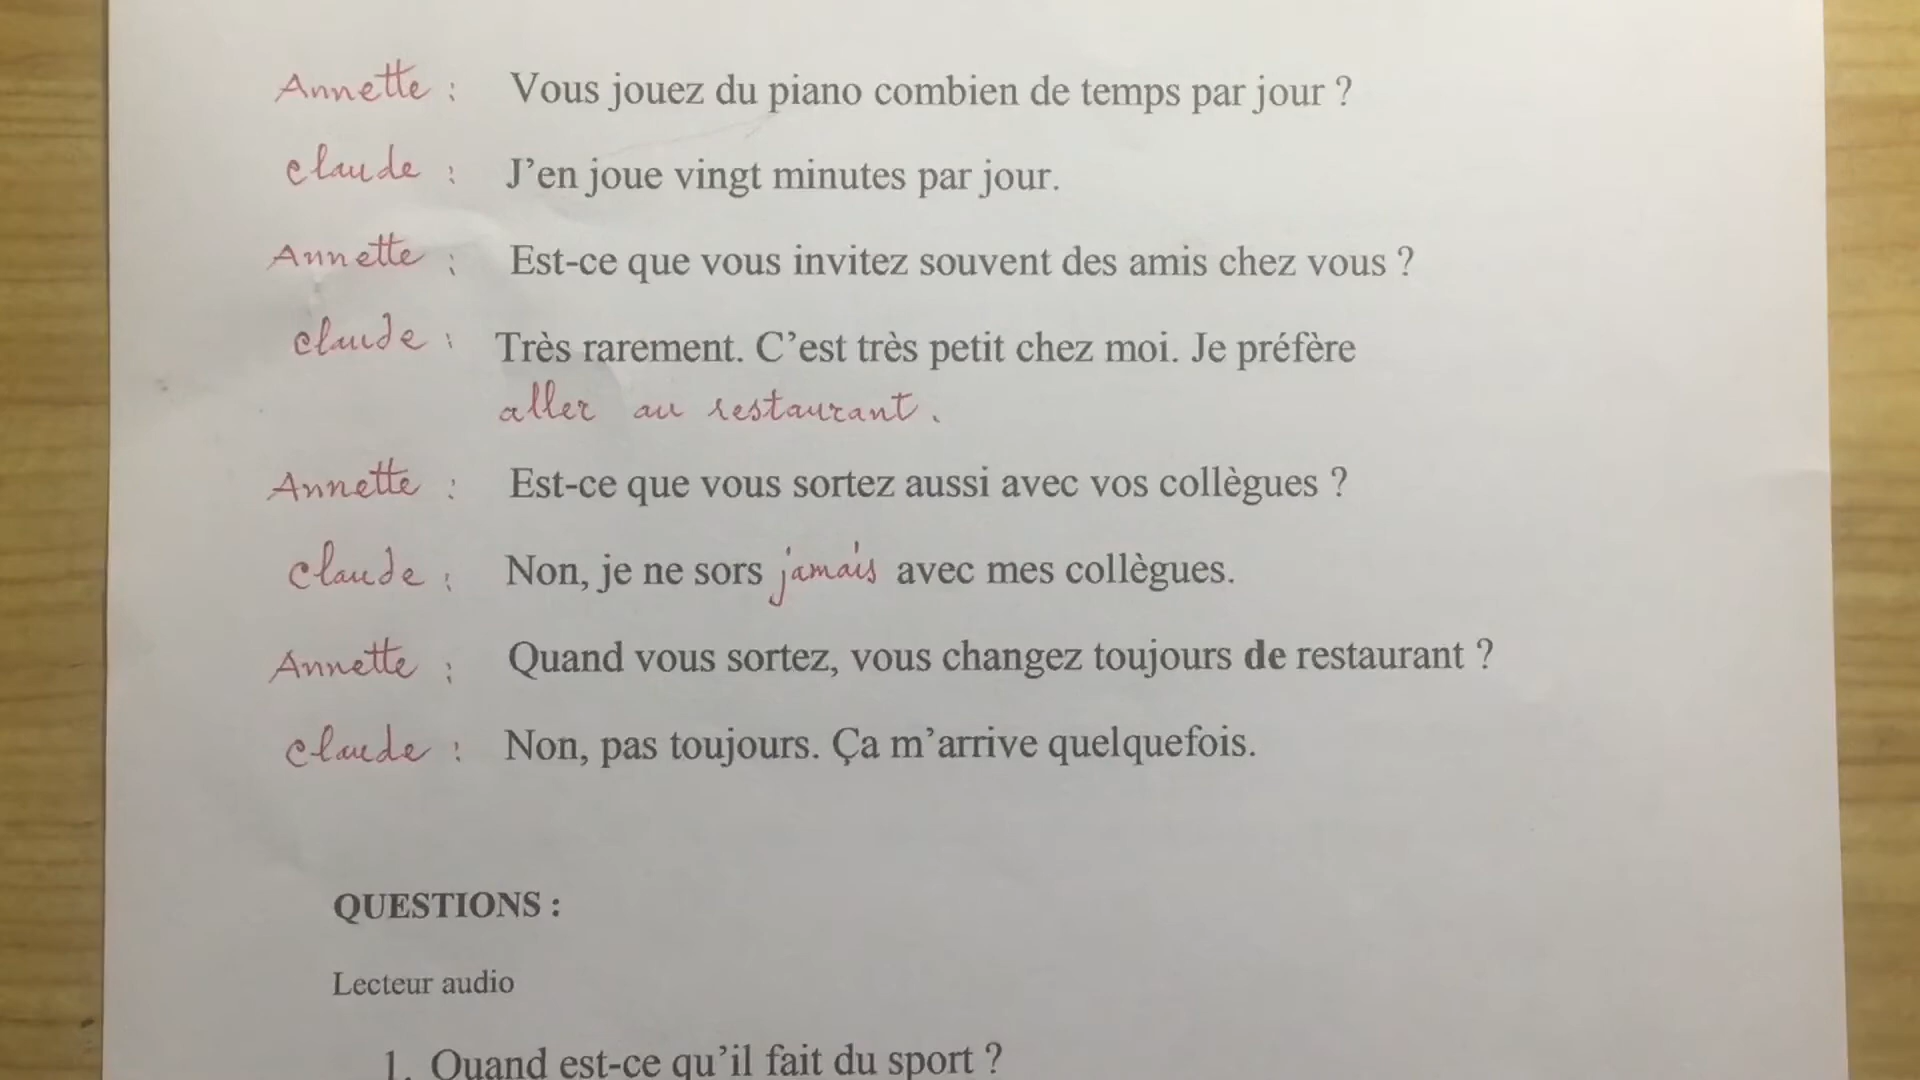 Annette : Vous jouez du piano combien de temps par jour ?
Claude : J'en joue vingt minutes par jour.
Annette : Est-ce que vous invitez souvent des amis chez vous ?
Claude : Très rarement. C'est très petit chez moi. Je préfère
aller au restaurant.
Annette : Est-ce que vous sortez aussi avec vos collègues ?
Claude : Non, je ne sors jamais avec mes collègues.
Annette : Quand vous sortez, vous changez toujours de restaurant ?
Claude : Non, pas toujours. Ça m'arrive quelquefois.
QUESTIONS :
Lecteur audio
1. Quand est-ce qu'il fait du sport ?